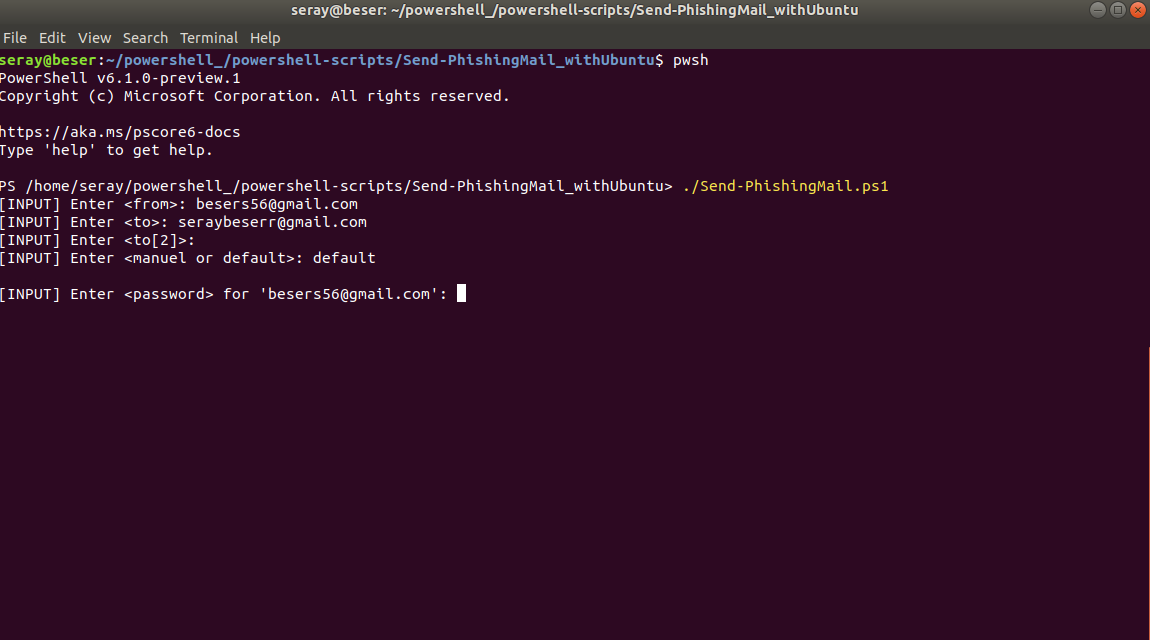 seray@beser: ~/powershell_/powershell-scripts/Send-PhishingMail_withUbuntu
File Edit View Search Terminal Help
seray@beser:~/powershell_/powershell-scripts/Send-PhishingMail_withUbuntu$ pwsh
PowerShell v6.1.0-preview.1
Copyright (c) Microsoft Corporation. All rights reserved.
https://aka.ms/pscore6-docs
Type 'help' to get help.
PS /home/seray/powershell_/powershell-scripts/Send-PhishingMail_withUbuntu> ./Send-PhishingMail.ps1
[INPUT] Enter <from>: besers56@gmail.com
[INPUT] Enter <to>: seraybeserr@gmail.com
[INPUT] Enter <to[2]>:
[INPUT] Enter <manuel or default>: default
[INPUT] Enter <password> for 'besers56@gmail.com':